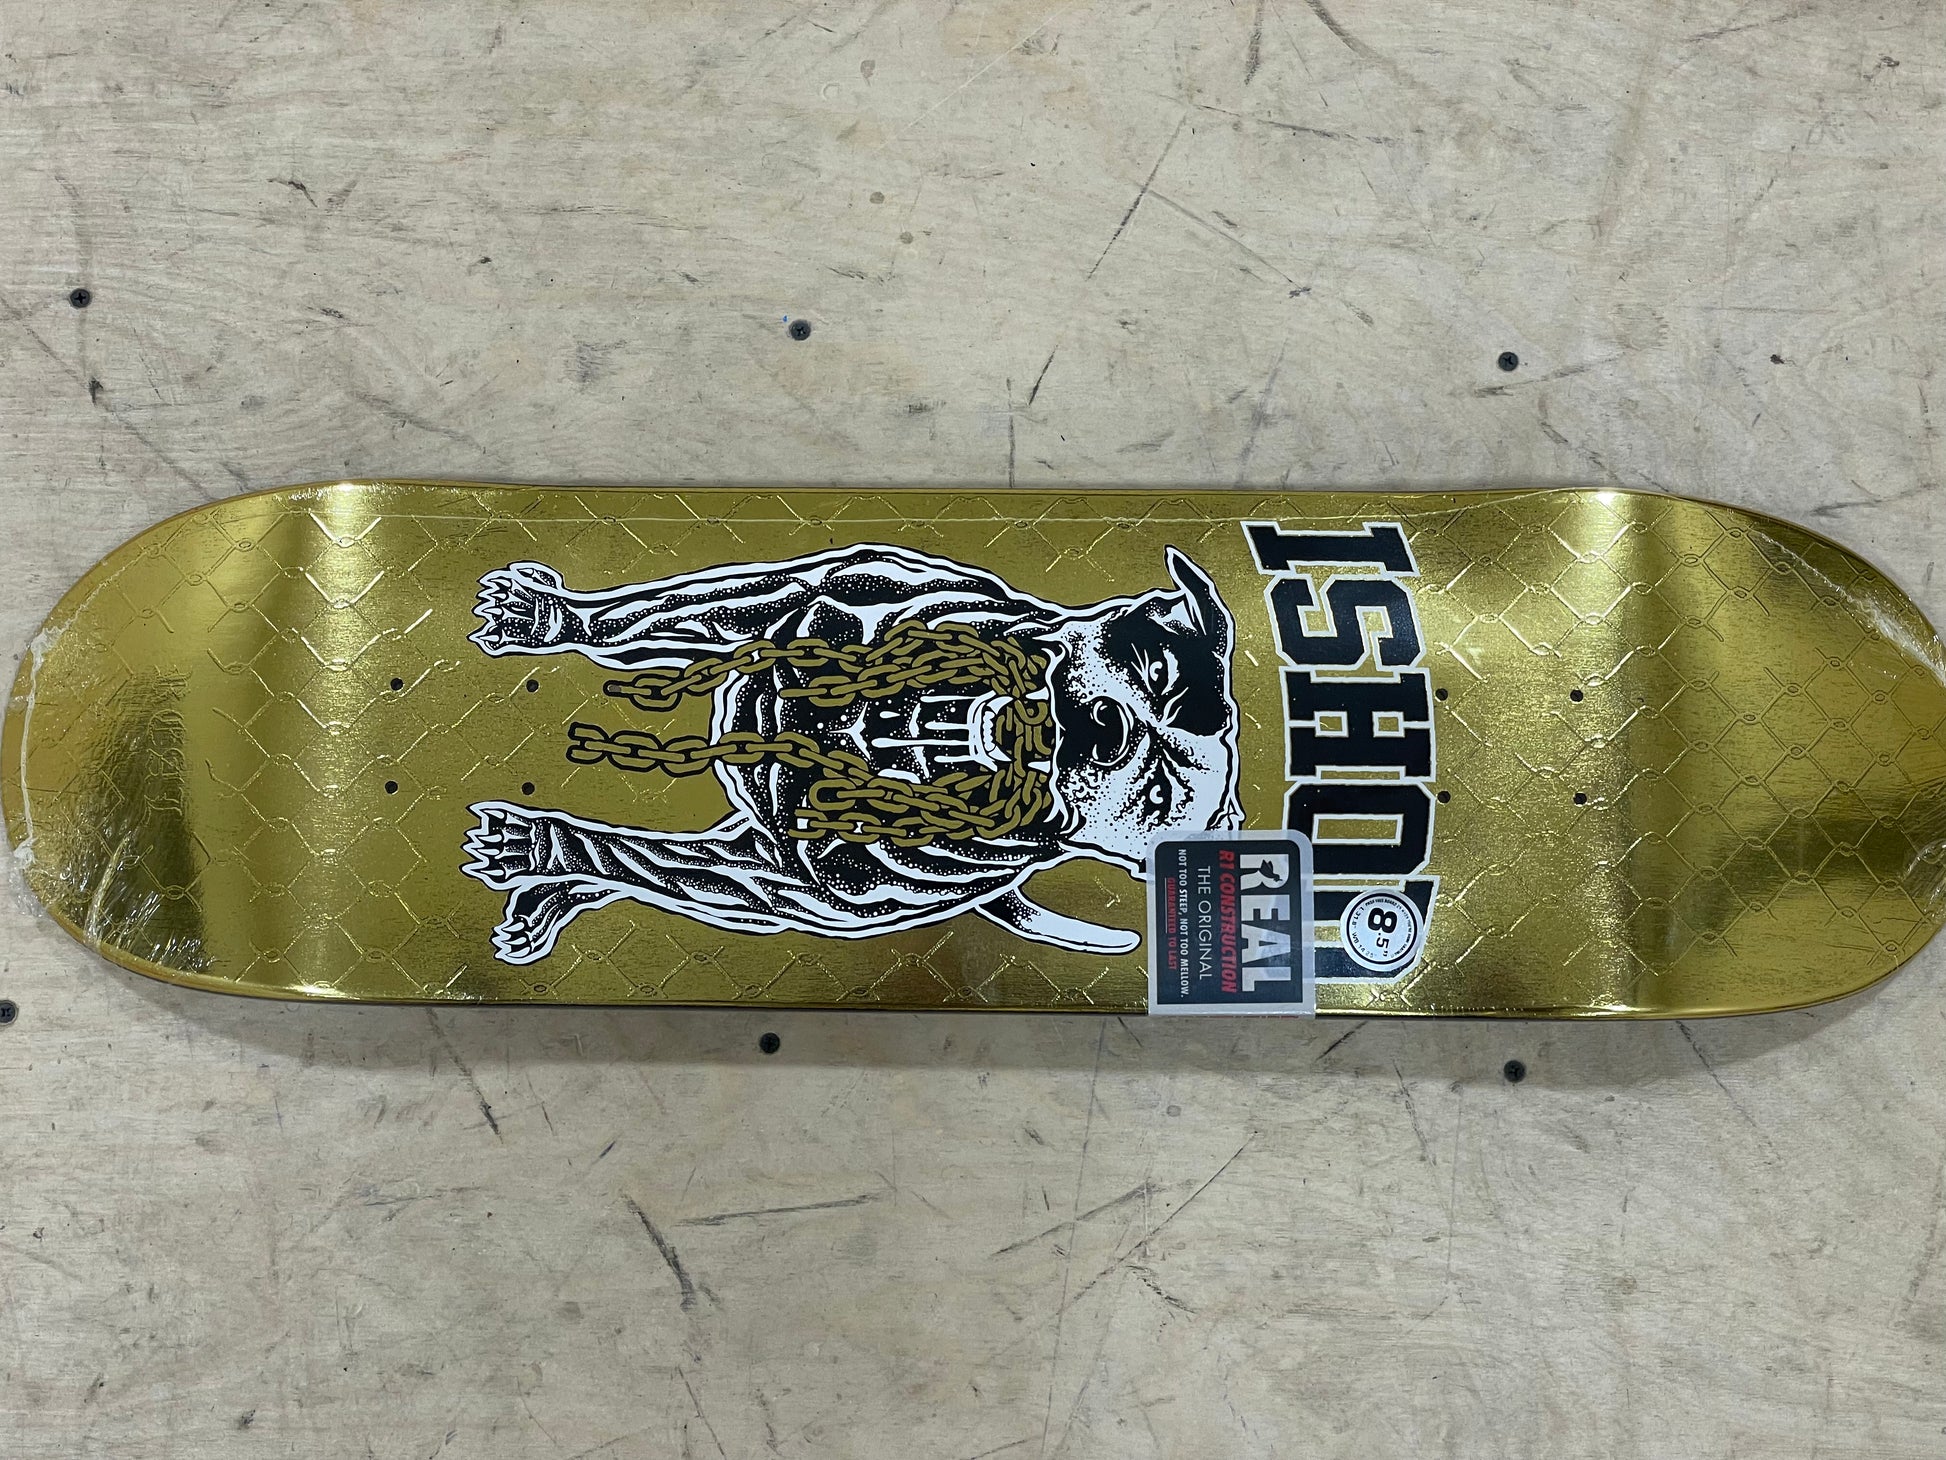 ISHOD
REAL
R1 CONSTRUCTION
THE ORIGINAL
NOT TOO STEEP, NOT TOO MELLOW.
GUARANTEED TO LAST
8.5"